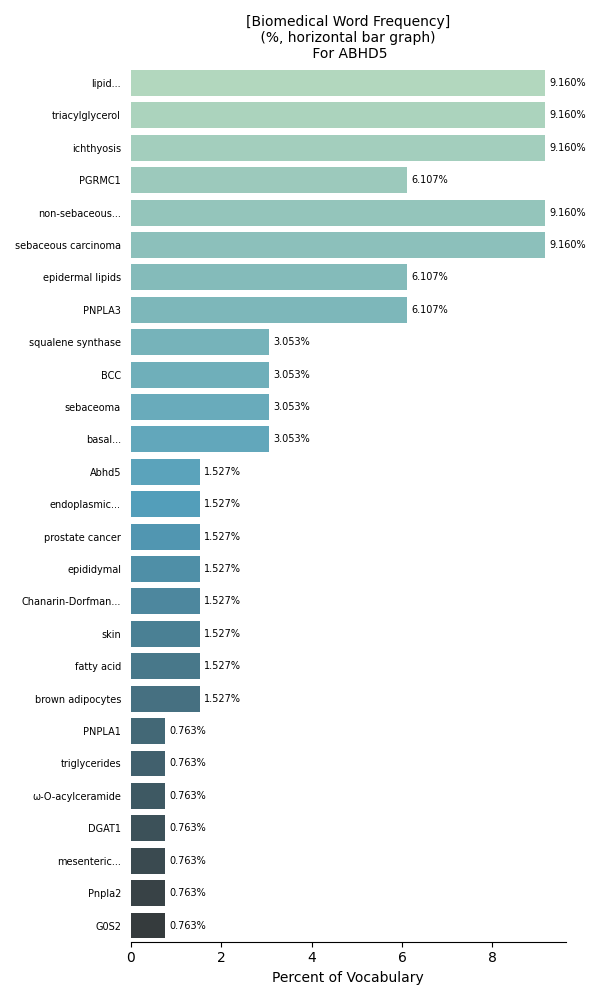 [Biomedical Word Frequency]
(%, horizontal bar graph)
For ABHD5
lipid... 9.160%
triacylglycerol 9.160%
ichthyosis 9.160%
PGRMC1 6.107%
non-sebaceous... 9.160%
sebaceous carcinoma 9.160%
epidermal lipids 6.107%
PNPLA3 6.107%
squalene synthase 3.053%
BCC 3.053%
sebaceoma 3.053%
basal... 3.053%
Abhd5 1.527%
endoplasmic... 1.527%
prostate cancer 1.527%
epididymal 1.527%
Chanarin-Dorfman... 1.527%
skin 1.527%
fatty acid 1.527%
brown adipocytes 1.527%
PNPLA1 0.763%
triglycerides 0.763%
ω-O-acylceramide 0.763%
DGAT1 0.763%
mesenteric... 0.763%
Pnpla2 0.763%
G0S2 0.763%
0 2 4 6 8
Percent of Vocabulary